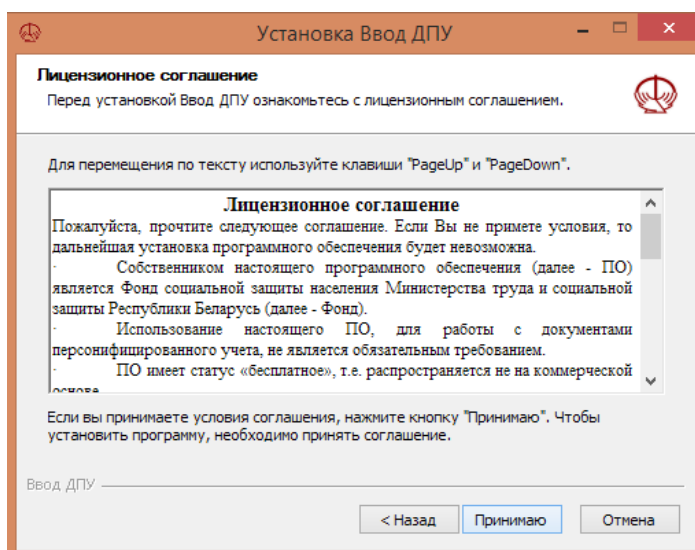 Установка Ввод ДПУ
Лицензионное соглашение
Перед установкой Ввод ДПУ ознакомьтесь с лицензионным соглашением.
Для перемещения по тексту используйте клавиши "PageUp" и "PageDown".
Лицензионное соглашение
Пожалуйста, прочтите следующее соглашение. Если Вы не примете условия, то
дальнейшая установка программного обеспечения будет невозможна.
· Собственником настоящего программного обеспечения (далее - ПО)
является Фонд социальной защиты населения Министерства труда и социальной
защиты Республики Беларусь (далее - Фонд).
· Использование настоящего ПО, для работы с документами
персонифицированного учета, не является обязательным требованием.
· ПО имеет статус «бесплатное», т.е. распространяется не на коммерческой
основе
Если вы принимаете условия соглашения, нажмите кнопку "Принимаю". Чтобы
установить программу, необходимо принять соглашение.
Ввод ДПУ
< Назад Принимаю Отмена